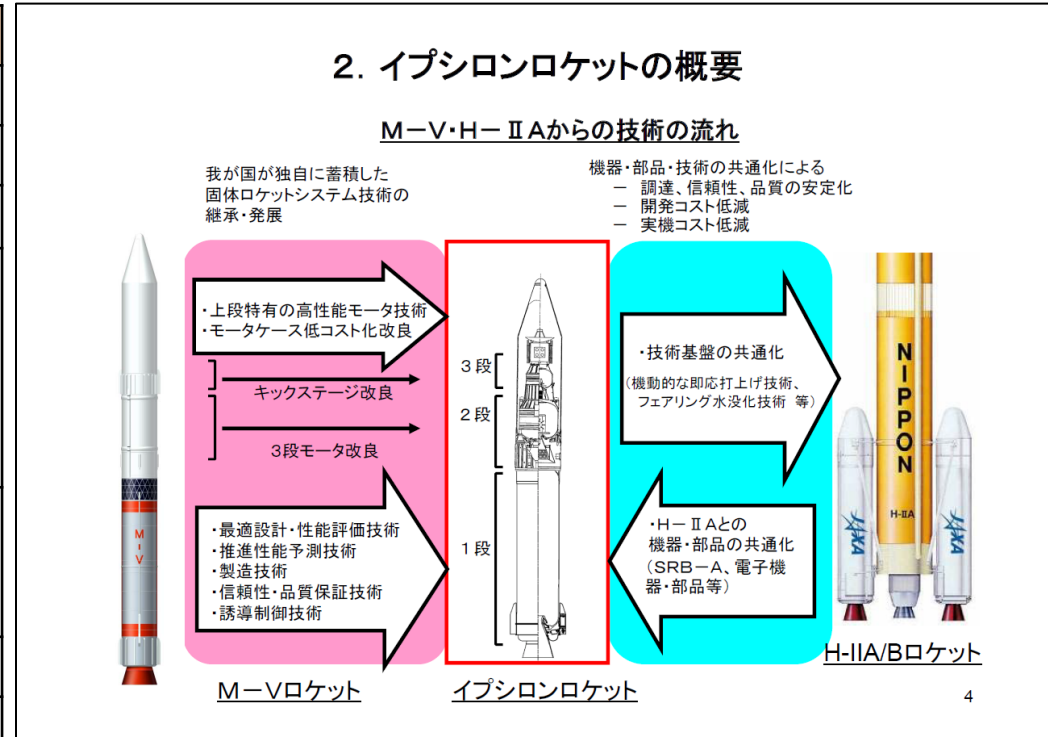 2．イプシロンロケットの概要
M－V・H－ⅡAからの技術の流れ
我が国が独自に蓄積した
固体ロケットシステム技術の
継承・発展
機器・部品・技術の共通化による
－ 調達、信頼性、品質の安定化
－ 開発コスト低減
－ 実機コスト低減
・上段特有の高性能モータ技術
・モータケース低コスト化改良
キックステージ改良
3段モータ改良
・最適設計・性能評価技術
・推進性能予測技術
・製造技術
・信頼性・品質保証技術
・誘導制御技術
M-V
M－Vロケット
3段
2段
1段
イプシロンロケット
・技術基盤の共通化
（機動的な即応打上げ技術、
フェアリング水没化技術 等）
・H－ⅡAとの
機器・部品の共通化
（SRB－A、電子機
器・部品等）
NIPPON
H-IIA
JAXA
JAXA
H-IIA/Bロケット
4